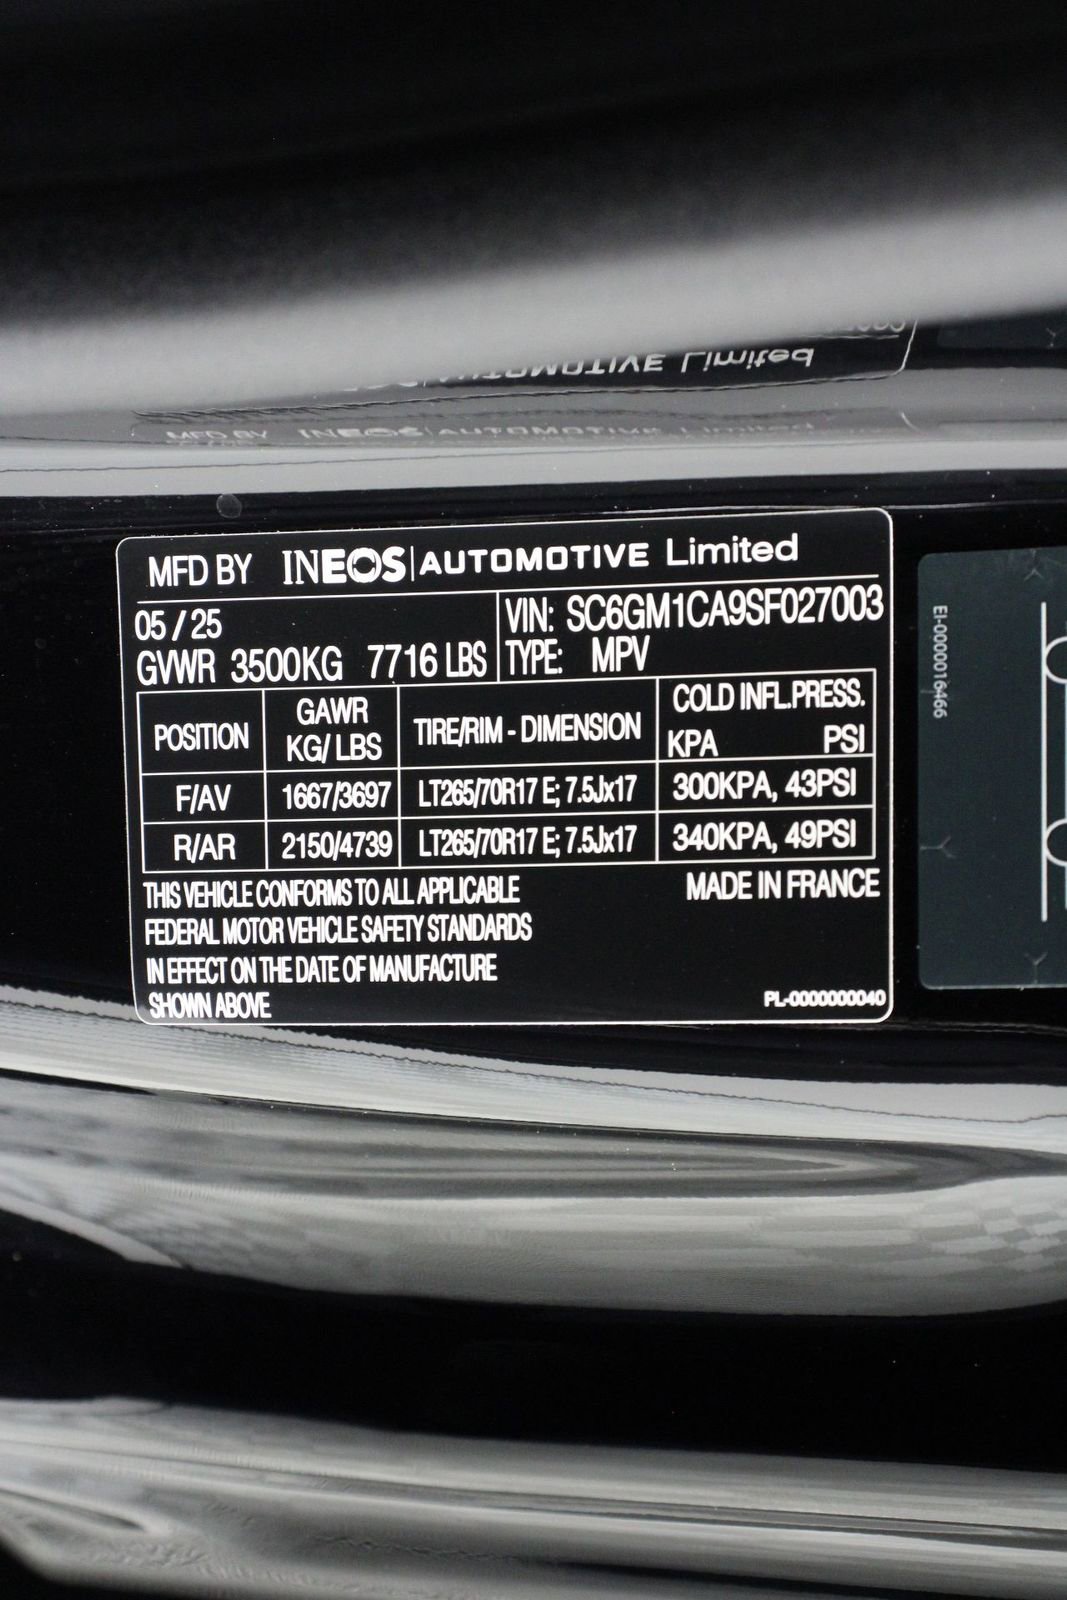 MFD BY INEOS | AUTOMOTIVE Limited
05 / 25
VIN: SC6GM1CA9SF027003
GVWR 3500KG 7716 LBS
TYPE: MPV
POSITION GAWR KG/ LBS TIRE/RIM - DIMENSION COLD INFL.PRESS. KPA PSI
F/AV 1667/3697 LT265/70R17 E; 7.5Jx17 300KPA, 43PSI
R/AR 2150/4739 LT265/70R17 E; 7.5Jx17 340KPA, 49PSI
THIS VEHICLE CONFORMS TO ALL APPLICABLE
FEDERAL MOTOR VEHICLE SAFETY STANDARDS
IN EFFECT ON THE DATE OF MANUFACTURE
SHOWN ABOVE
MADE IN FRANCE
PL-0000000040
EI-0000016466